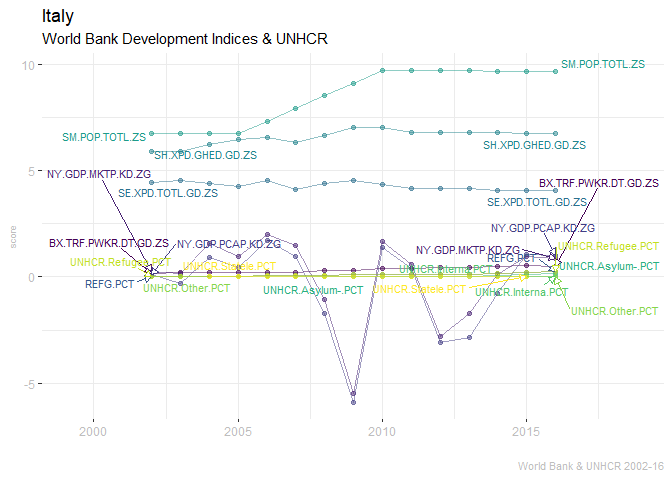 Italy
World Bank Development Indices & UNHCR
10
SM.POP.TOTL.ZS
SM.POP.TOTL.ZS
SH.XPD.GHED.GD.ZS
SH.XPD.GHED.GD.ZS
5
NY.GDP.MKTP.KD.ZG
BX.TRF.PWKR.DT.GD.ZS
SE.XPD.TOTL.GD.ZS
SE.XPD.TOTL.GD.ZS
score
NY.GDP.PCAP.KD.ZG
BX.TRF.PWKR.DT.GD.ZS
NY.GDP.PCAP.KD.ZG
UNHCR.Refugee.PCT
NY.GDP.MKTP.KD.ZG
REFG.PCT
UNHCR.Refugee.PCT
UNHCR.Statele.PCT
UNHCR.Interna.PCT
UNHCR.Asylum-.PCT
0
REFG.PCT
UNHCR.Other.PCT
UNHCR.Asylum-.PCT
UNHCR.Statele.PCT
UNHCR.Interna.PCT
UNHCR.Other.PCT
-5
2000
2005
2010
2015
World Bank & UNHCR 2002-16